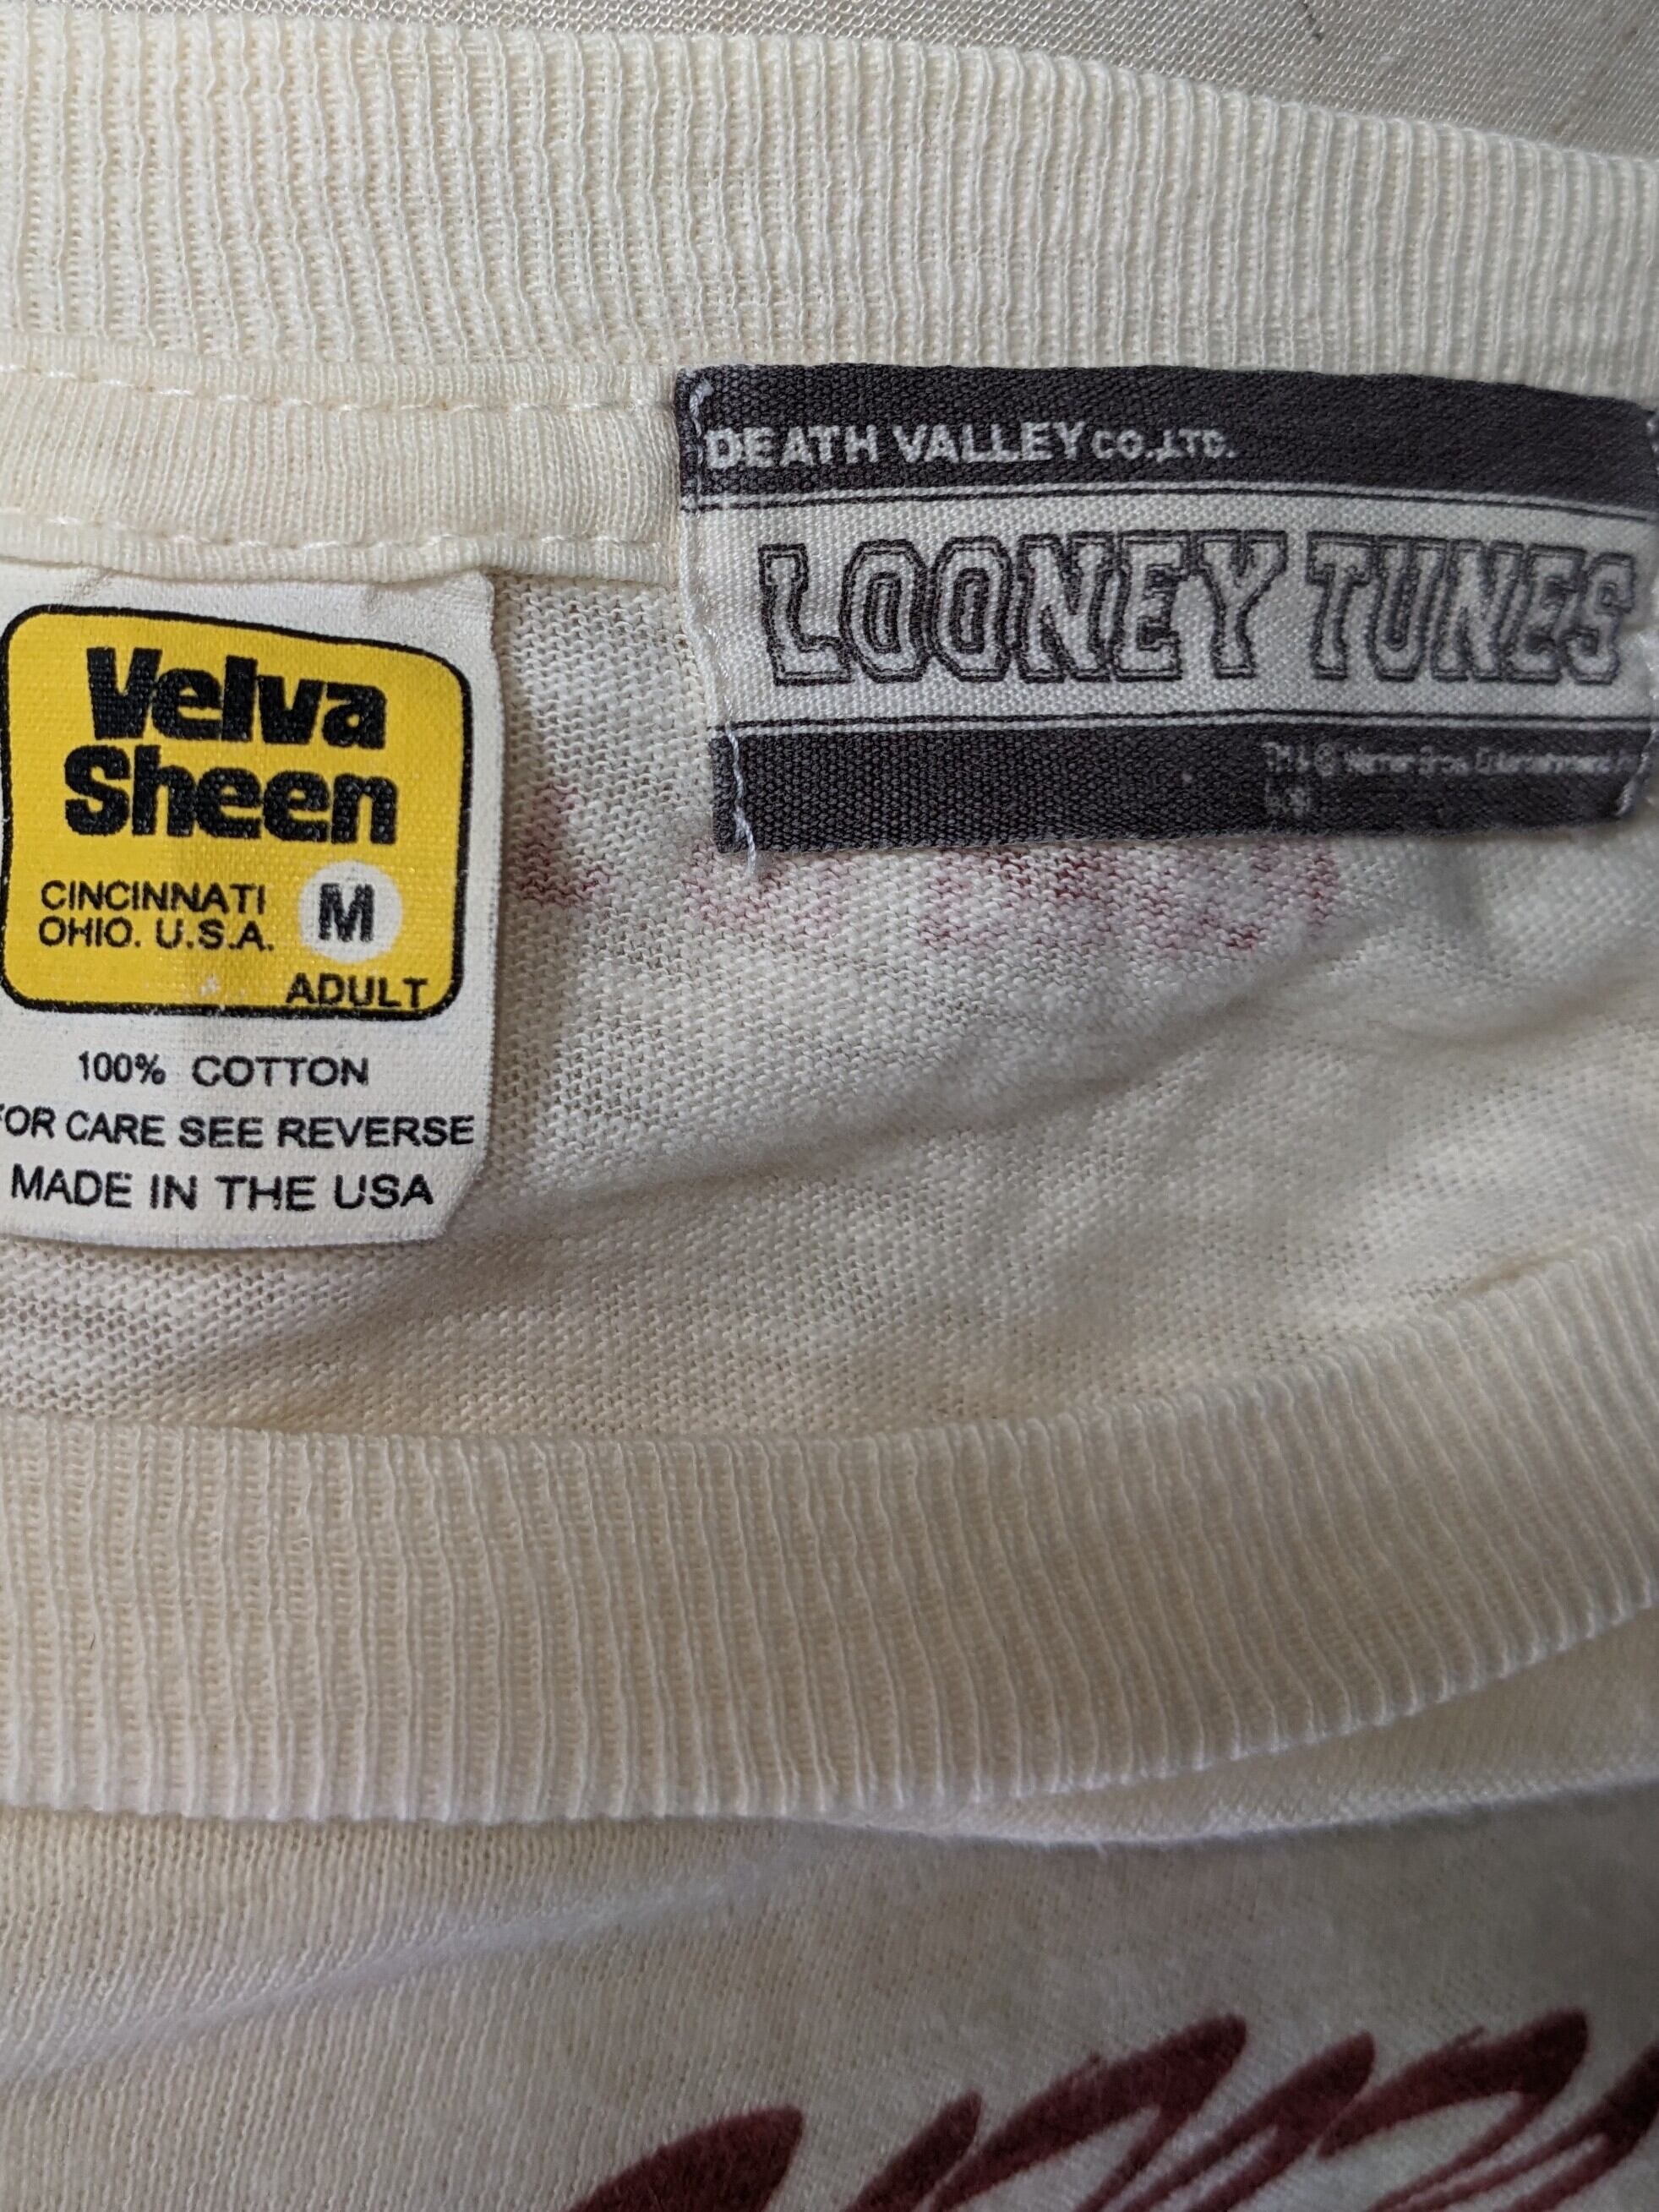 DEATH VALLEY CO.,LTD.
LOONEY TUNES
Velva
Sheen
CINCINNATI
OHIO. U.S.A.
M
ADULT
100% COTTON
FOR CARE SEE REVERSE
MADE IN THE USA